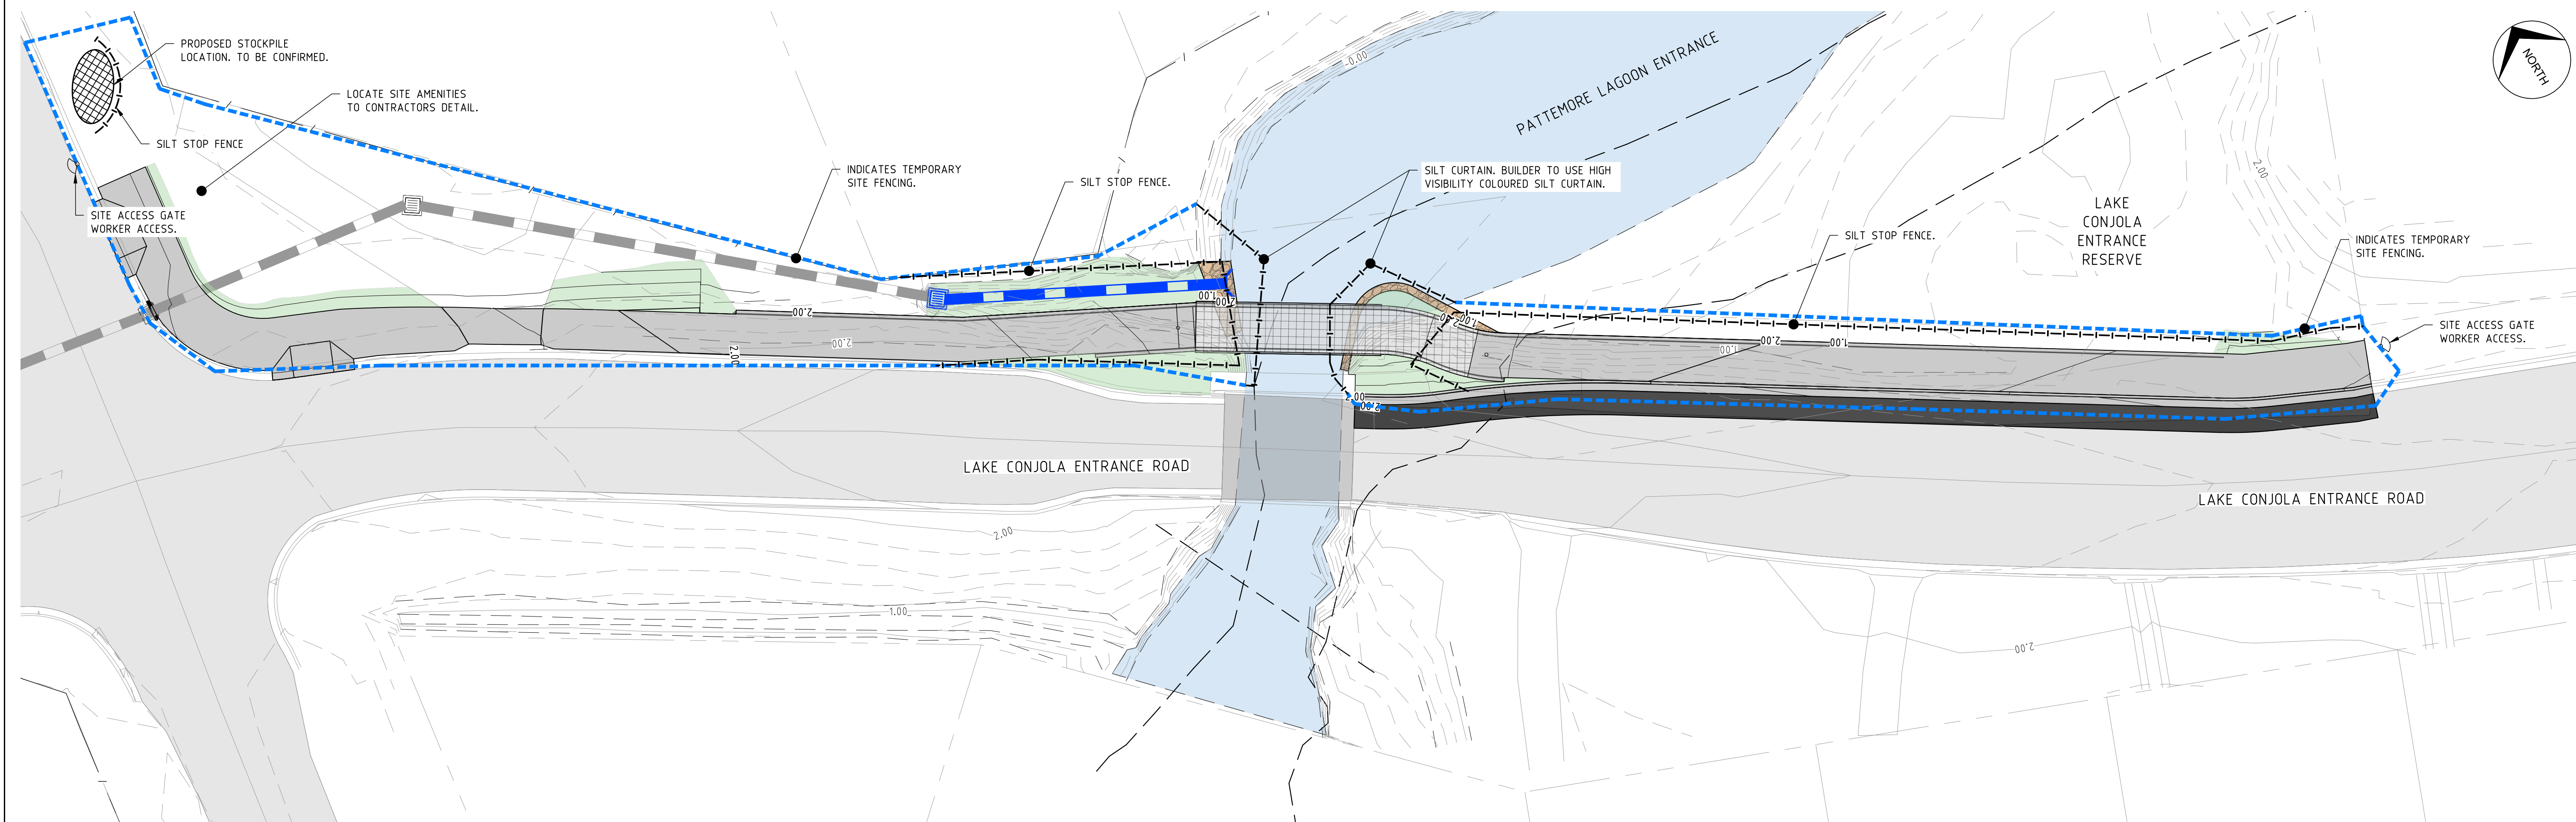 PROPOSED STOCKPILE
LOCATION. TO BE CONFIRMED.
LOCATE SITE AMENITIES
TO CONTRACTORS DETAIL.
SILT STOP FENCE
SITE ACCESS GATE
WORKER ACCESS.
INDICATES TEMPORARY
SITE FENCING.
SILT STOP FENCE.
SILT CURTAIN. BUILDER TO USE HIGH
VISIBILITY COLOURED SILT CURTAIN.
-0.00
PATTEMORE LAGOON ENTRANCE
NORTH
2.00
LAKE
CONJOLA
ENTRANCE
RESERVE
SILT STOP FENCE.
INDICATES TEMPORARY
SITE FENCING.
SITE ACCESS GATE
WORKER ACCESS.
2.00
2.00
2.00
1.00
2.00
1.00
1.00
2.00
1.00
2.00
2.00
LAKE CONJOLA ENTRANCE ROAD
LAKE CONJOLA ENTRANCE ROAD
2.00
1.00
2.00